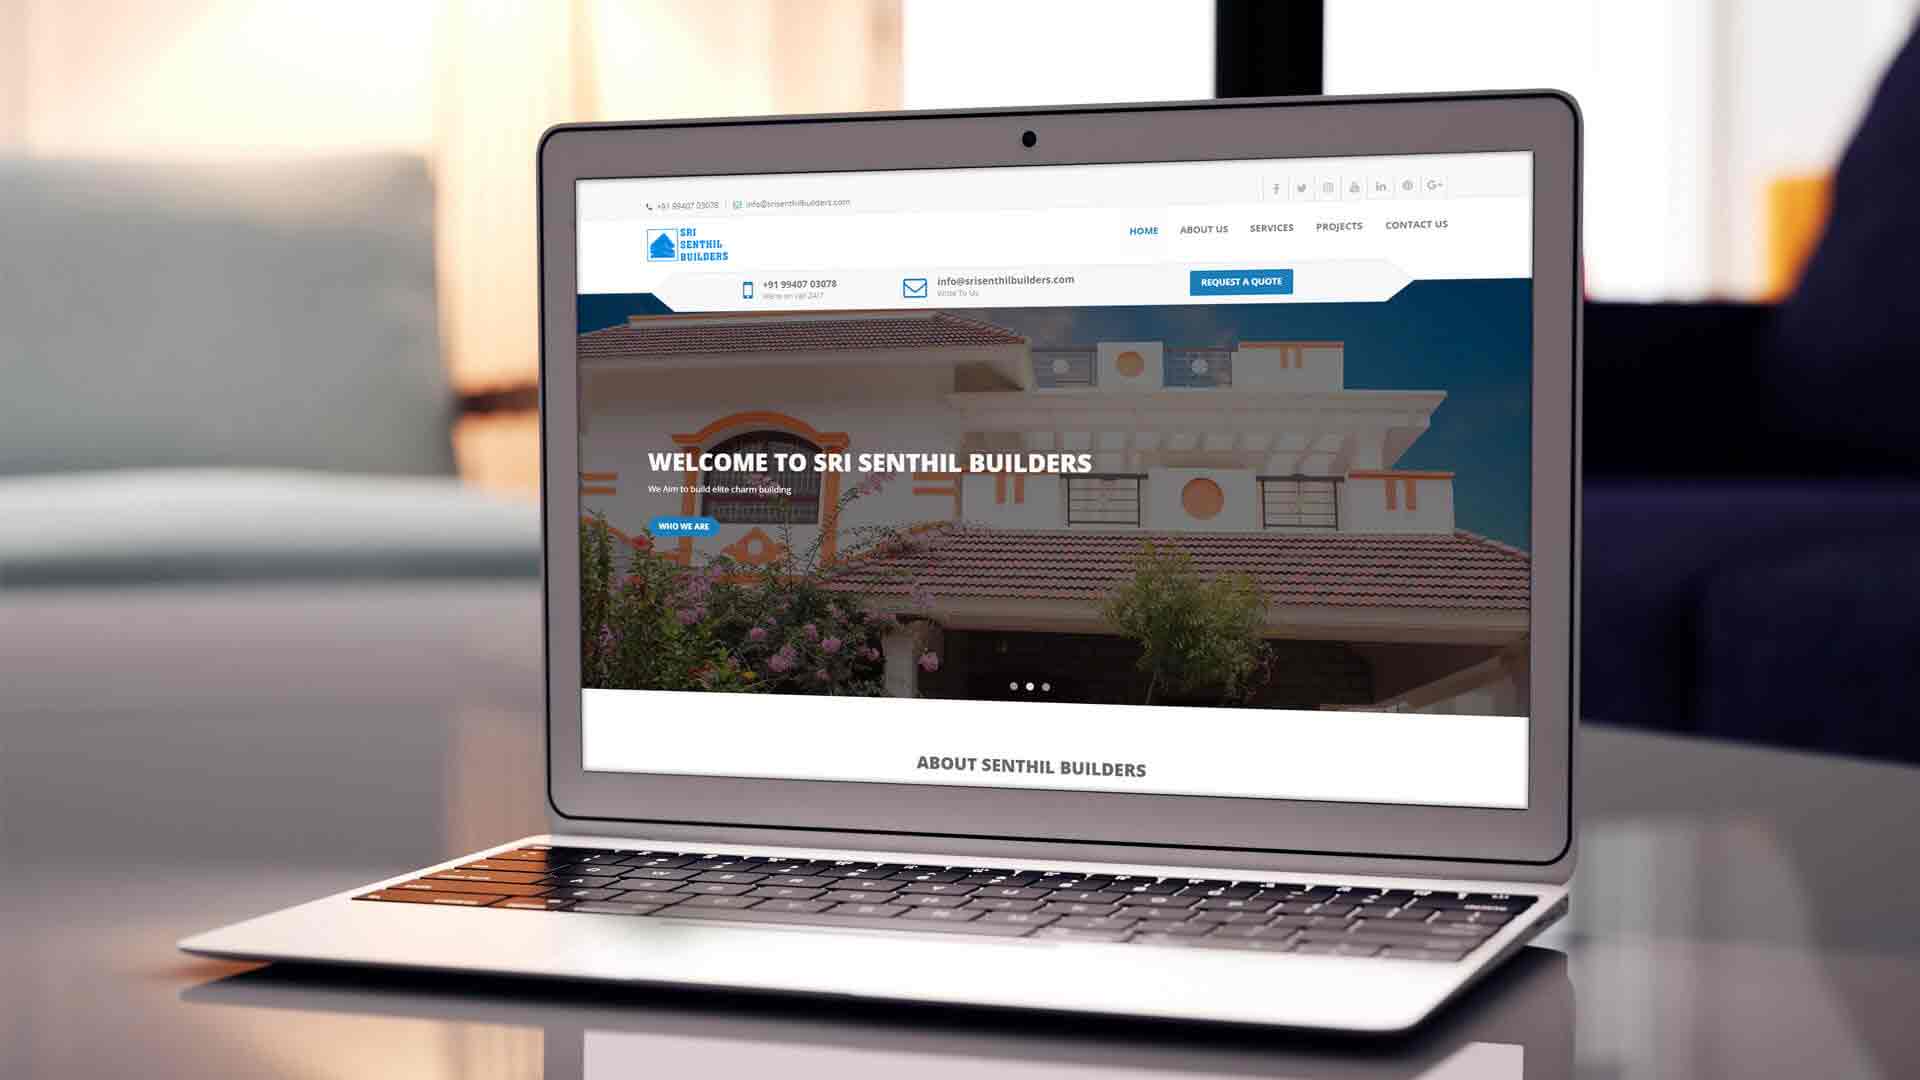 +91 99407 03078 | info@srisenthilbuilders.com
SRI
SENTHIL
BUILDERS
HOME ABOUT US SERVICES PROJECTS CONTACT US
+91 99407 03078
We're on call 24/7
info@srisenthilbuilders.com
Write To Us
REQUEST A QUOTE
WELCOME TO SRI SENTHIL BUILDERS
We Aim to build elite charm building
WHO WE ARE
ABOUT SENTHIL BUILDERS